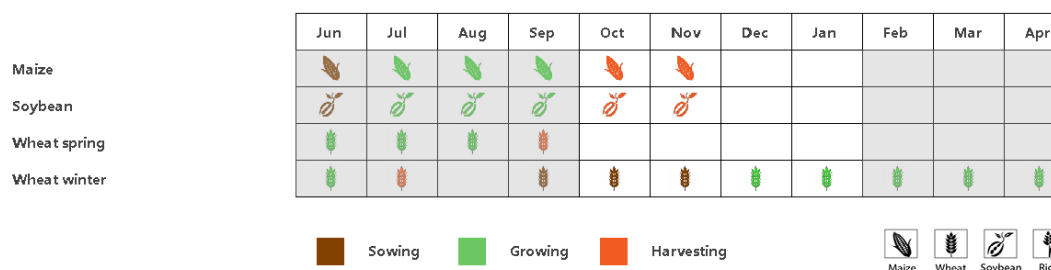 Jun Jul Aug Sep Oct Nov Dec Jan Feb Mar Apr
Maize
Soybean
Wheat spring
Wheat winter
Sowing Growing Harvesting
Maize Wheat Soybean